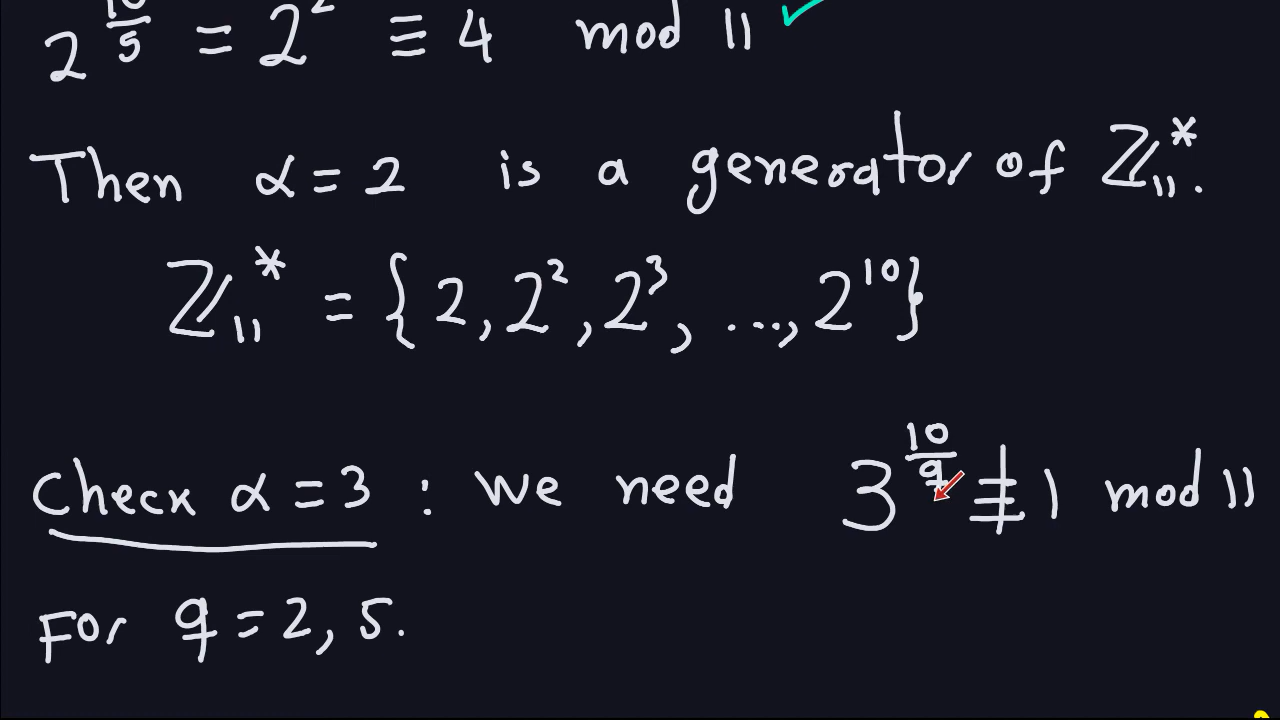 2^(10/5) = 2^2 ≡ 4 mod 11 ✓
Then α = 2 is a generator of ℤ₁₁*.
ℤ₁₁* = {2, 2^2, 2^3, ..., 2^10}
Check α = 3 : We need 3^(10/q) ≢ 1 mod 11
For q = 2, 5.